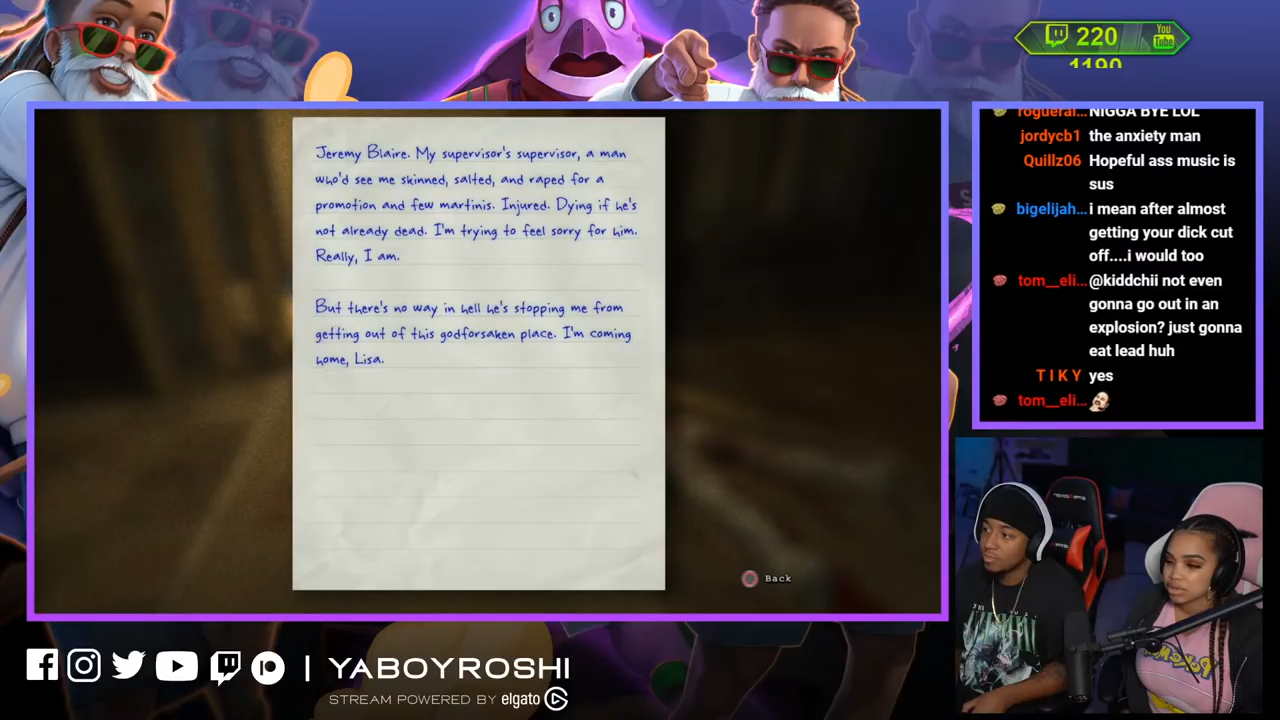 220
1190
Jeremy Blaire. My supervisor's supervisor, a man
who'd see me skinned, salted, and raped for a
promotion and few martinis. Injured. Dying if he's
not already dead. I'm trying to feel sorry for him.
Really, I am.
But there's no way in hell he's stopping me from
getting out of this godforsaken place. I'm coming
home, Lisa.
Back
roguerai... NIGGA BYE LOL
jordycb1 the anxiety man
Quillz06 Hopeful ass music is
sus
bigelijah... i mean after almost
getting your dick cut
off....i would too
tom__eli... @kiddchii not even
gonna go out in an
explosion? just gonna
eat lead huh
T I K Y yes
tom__eli...
| YABOYROSHI
STREAM POWERED BY elgato
You
Tube